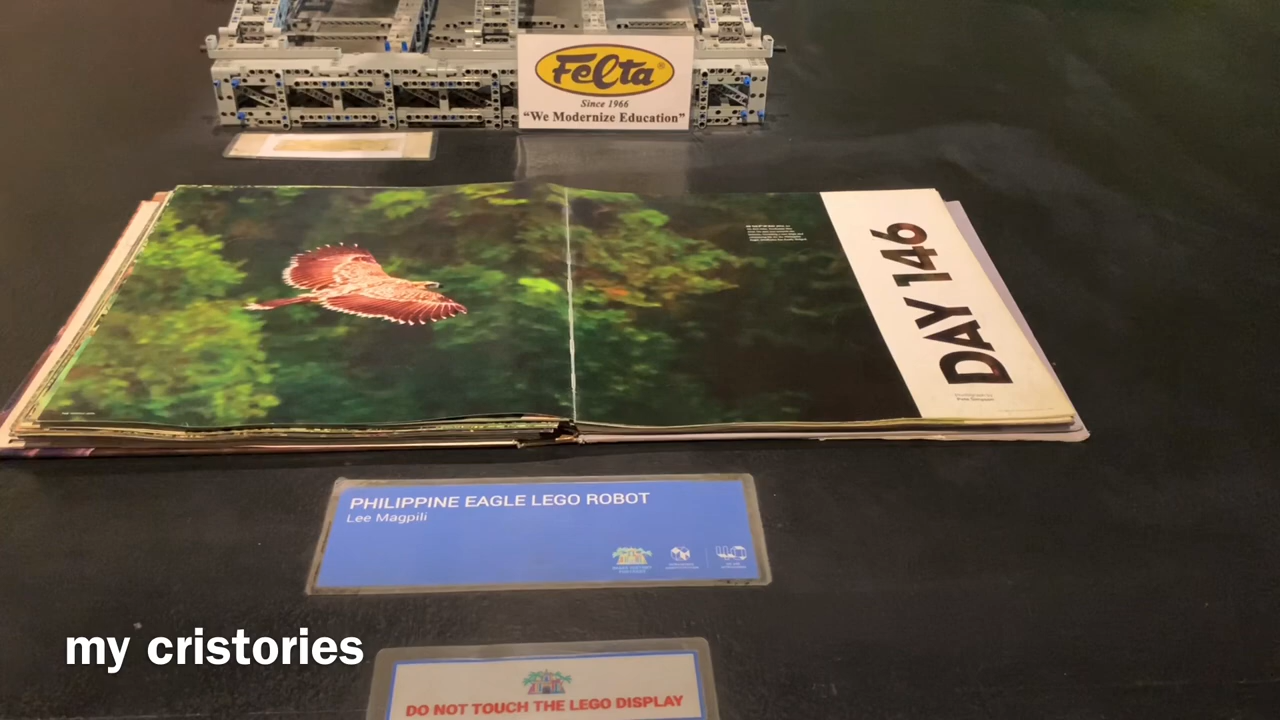 Felta
Since 1966
"We Modernize Education"
DAY 146
PHILIPPINE EAGLE LEGO ROBOT
Lee Magpili
my cristories
DO NOT TOUCH THE LEGO DISPLAY